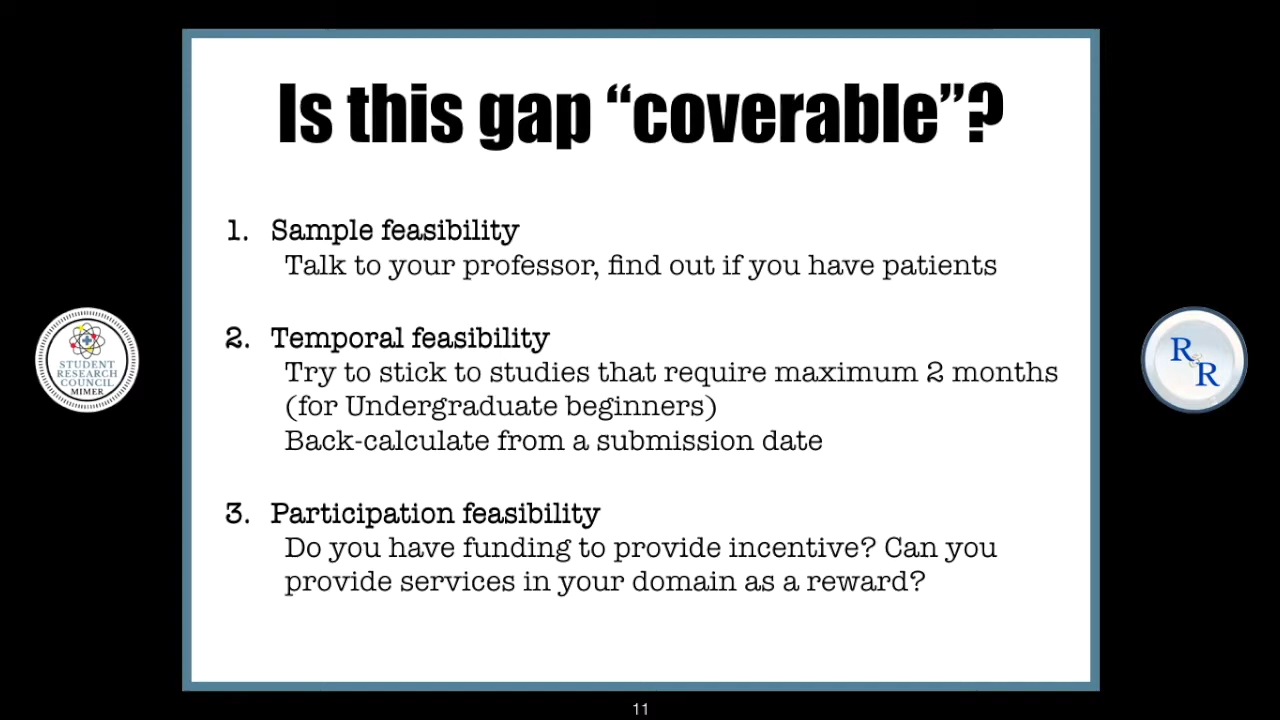 Is this gap “coverable”?
1. Sample feasibility
Talk to your professor, find out if you have patients
2. Temporal feasibility
Try to stick to studies that require maximum 2 months
(for Undergraduate beginners)
Back-calculate from a submission date
3. Participation feasibility
Do you have funding to provide incentive? Can you
provide services in your domain as a reward?
STUDENT
RESEARCH
COUNCIL
MIMER
R
R
11